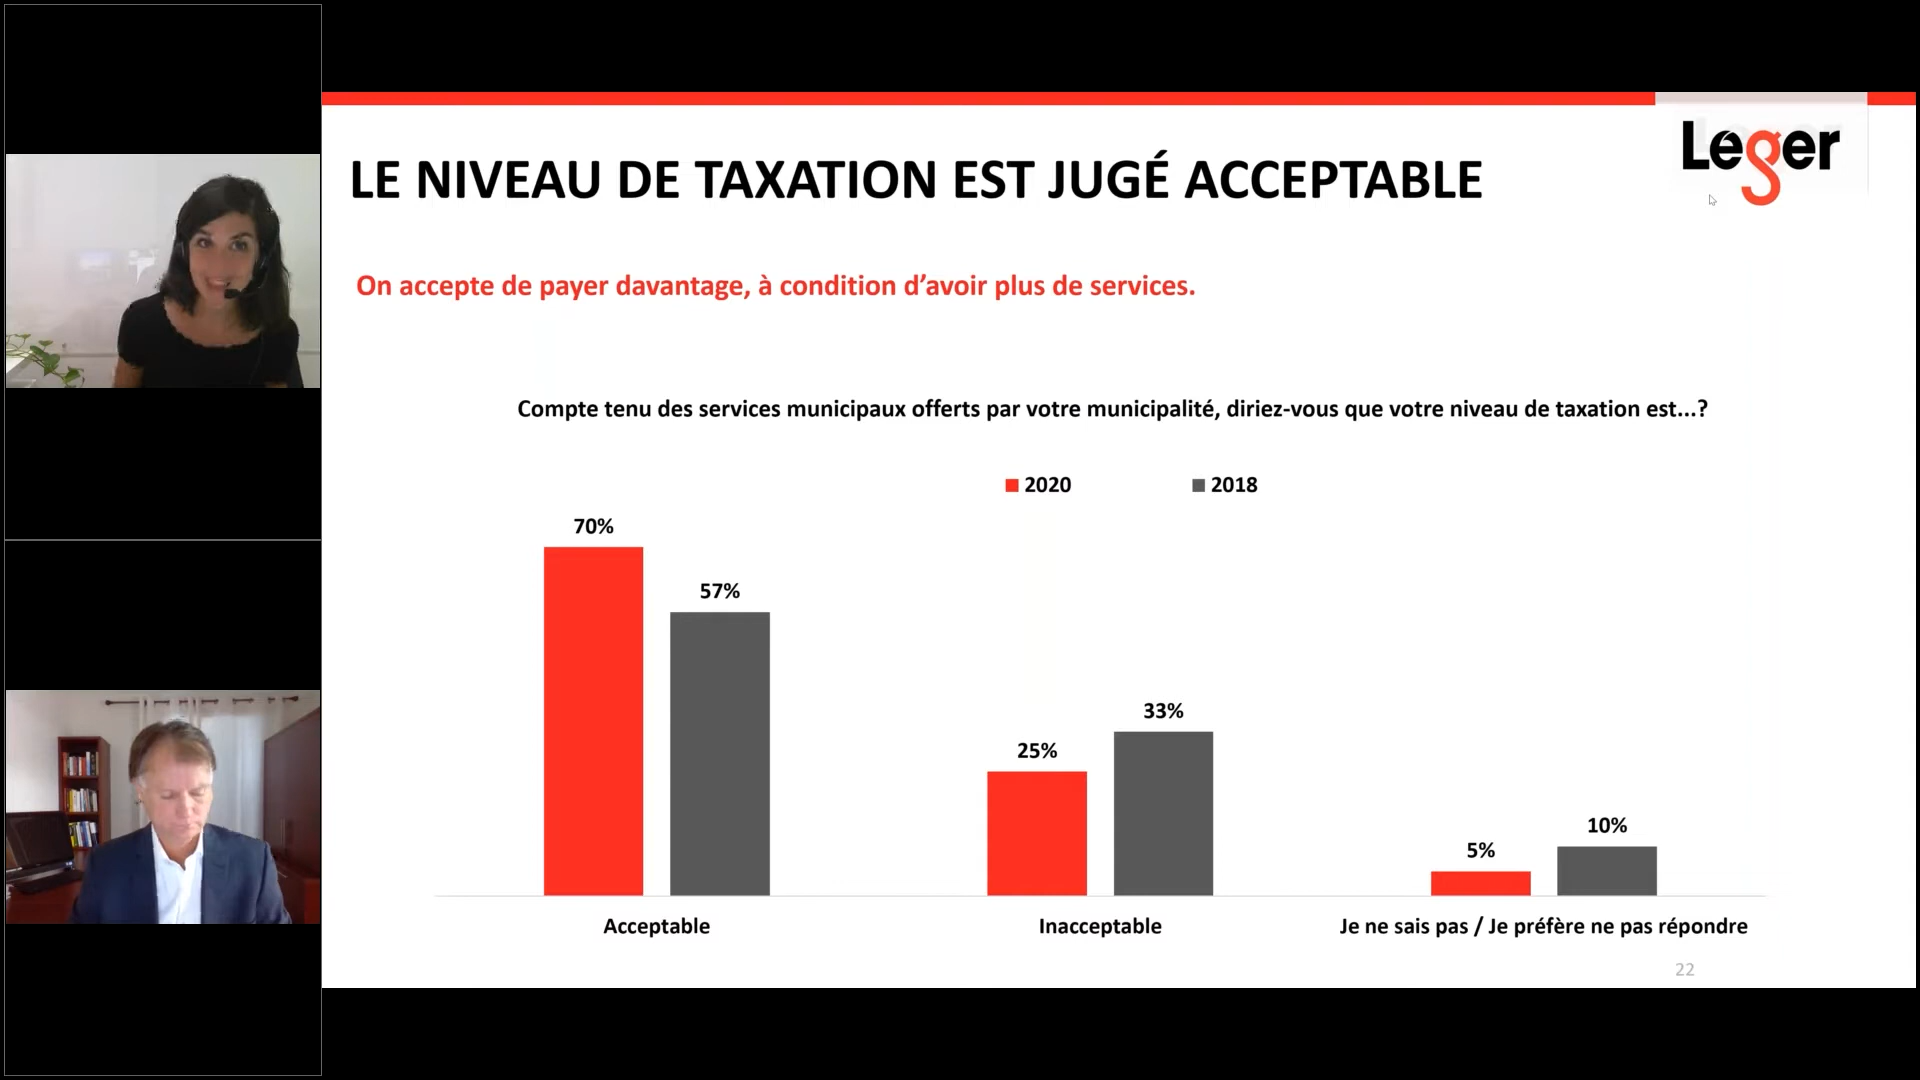 Leger
LE NIVEAU DE TAXATION EST JUGÉ ACCEPTABLE
On accepte de payer davantage, à condition d’avoir plus de services.
Compte tenu des services municipaux offerts par votre municipalité, diriez-vous que votre niveau de taxation est...?
2020 2018
70%
57%
25%
33%
5%
10%
Acceptable Inacceptable Je ne sais pas / Je préfère ne pas répondre
22